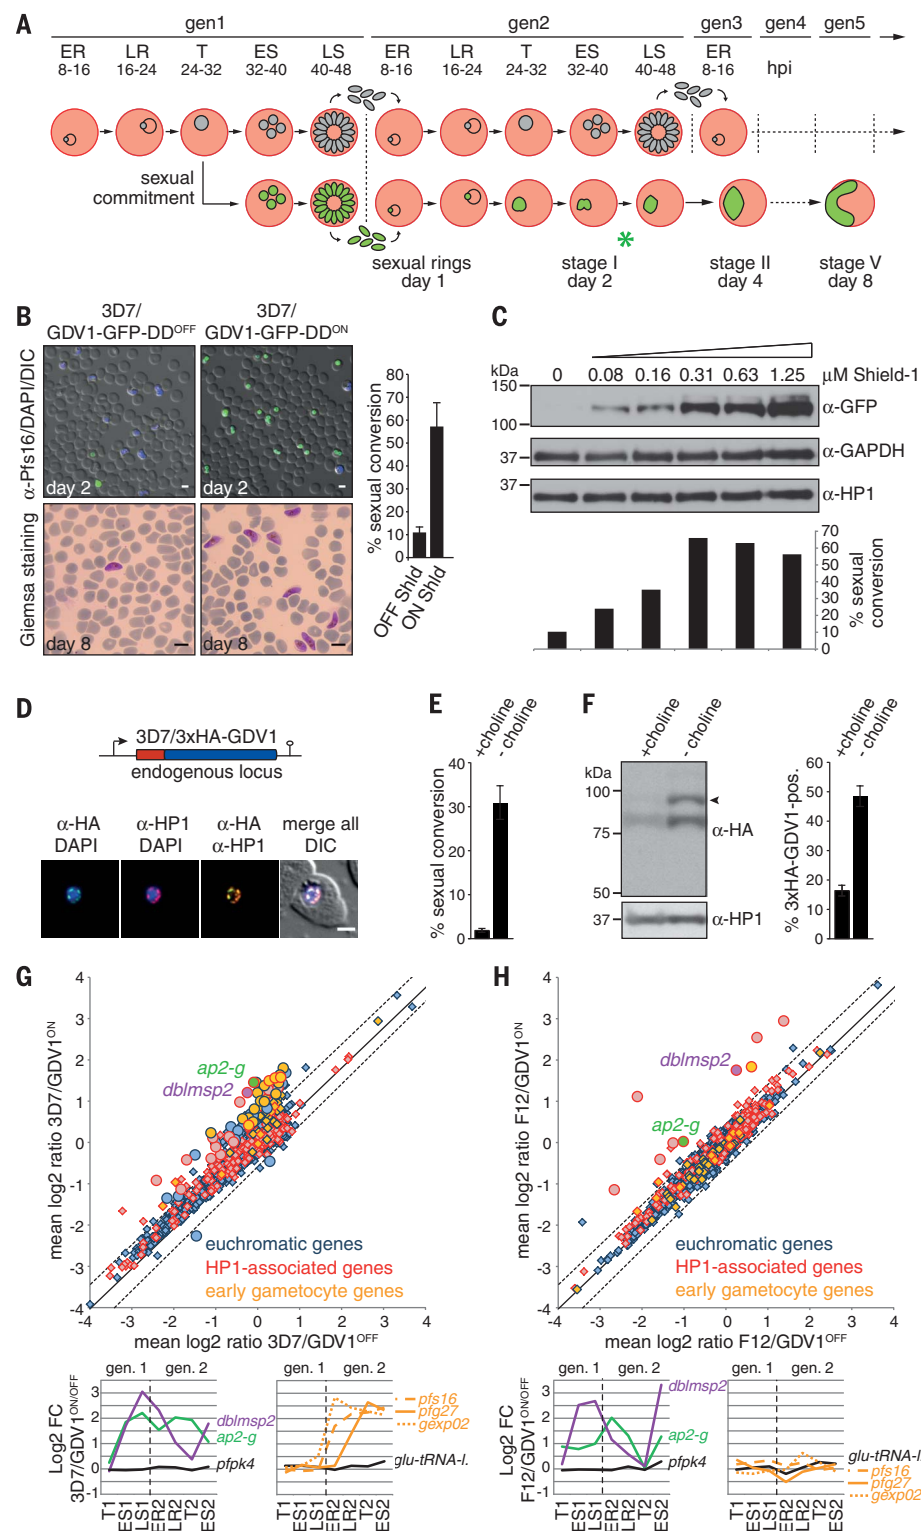 A
gen1 gen2 gen3 gen4 gen5
ER LR T ES LS ER LR T ES LS ER
8-16 16-24 24-32 32-40 40-48 8-16 16-24 24-32 32-40 40-48 8-16 hpi
sexual
commitment
*
sexual rings
day 1
stage I
day 2
stage II
day 4
stage V
day 8
B
3D7/
GDV1-GFP-DDOFF
3D7/
GDV1-GFP-DDON
α-Pfs16/DAPI/DIC
day 2
day 2
Giemsa staining
day 8
day 8
% sexual conversion
80
70
60
50
40
30
20
10
0
OFF Shld
ON Shld
C
kDa
0 0.08 0.16 0.31 0.63 1.25 μM Shield-1
150
100
α-GFP
37
α-GAPDH
37
α-HP1
70
60
50
40
30
20
10
0
% sexual
conversion
D
3D7/3xHA-GDV1
endogenous locus
α-HA
DAPI
α-HP1
DAPI
α-HA
α-HP1
merge all
DIC
E
+choline
- choline
% sexual conversion
40
30
20
10
0
F
+choline
- choline
kDa
100
75
50
37
α-HA
α-HP1
+choline
- choline
% 3xHA-GDV1-pos.
60
50
40
30
20
10
0
G
mean log2 ratio 3D7/GDV1ON
4
3
2
1
0
-1
-2
-3
-4
ap2-g
dblmsp2
euchromatic genes
HP1-associated genes
early gametocyte genes
-4 -3 -2 -1 0 1 2 3 4
mean log2 ratio 3D7/GDV1OFF
gen. 1 gen. 2
Log2 FC
3D7/GDV1ON/OFF
3
2
1
0
-1
dblmsp2
ap2-g
pfpk4
T1
ES1
LS1
ER2
LR2
T2
ES2
gen. 1 gen. 2
pfs16
pfg27
gexp02
glu-tRNA-l.
T1
ES1
LS1
ER2
LR2
T2
ES2
H
mean log2 ratio F12/GDV1ON
4
3
2
1
0
-1
-2
-3
-4
dblmsp2
ap2-g
euchromatic genes
HP1-associated genes
early gametocyte genes
-4 -3 -2 -1 0 1 2 3 4
mean log2 ratio F12/GDV1OFF
gen. 1 gen. 2
Log2 FC
F12/GDV1ON/OFF
3
2
1
0
-1
dblmsp2
ap2-g
pfpk4
T1
ES1
LS1
ER2
LR2
T2
ES2
gen. 1 gen. 2
glu-tRNA-l.
pfs16
pfg27
gexp02
T1
ES1
LS1
ER2
LR2
T2
ES2